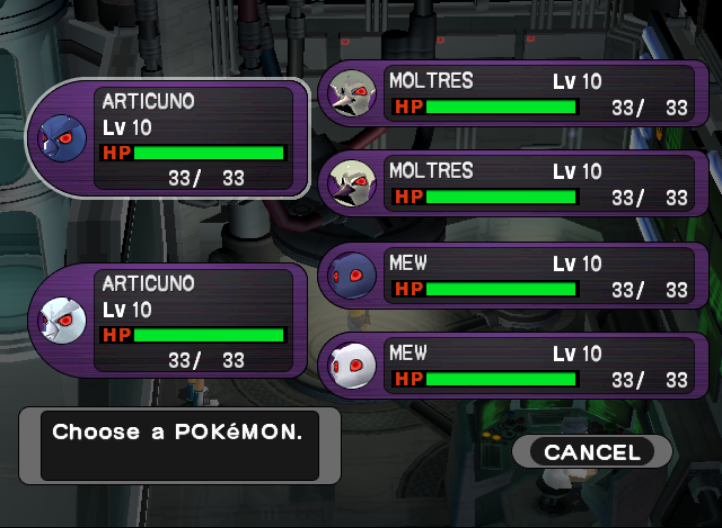 ARTICUNO
Lv 10
HP
33/ 33
ARTICUNO
Lv 10
HP
33/ 33
MOLTRES Lv 10
HP
33/ 33
MOLTRES Lv 10
HP
33/ 33
MEW Lv 10
HP
33/ 33
MEW Lv 10
HP
33/ 33
Choose a POKéMON.
CANCEL